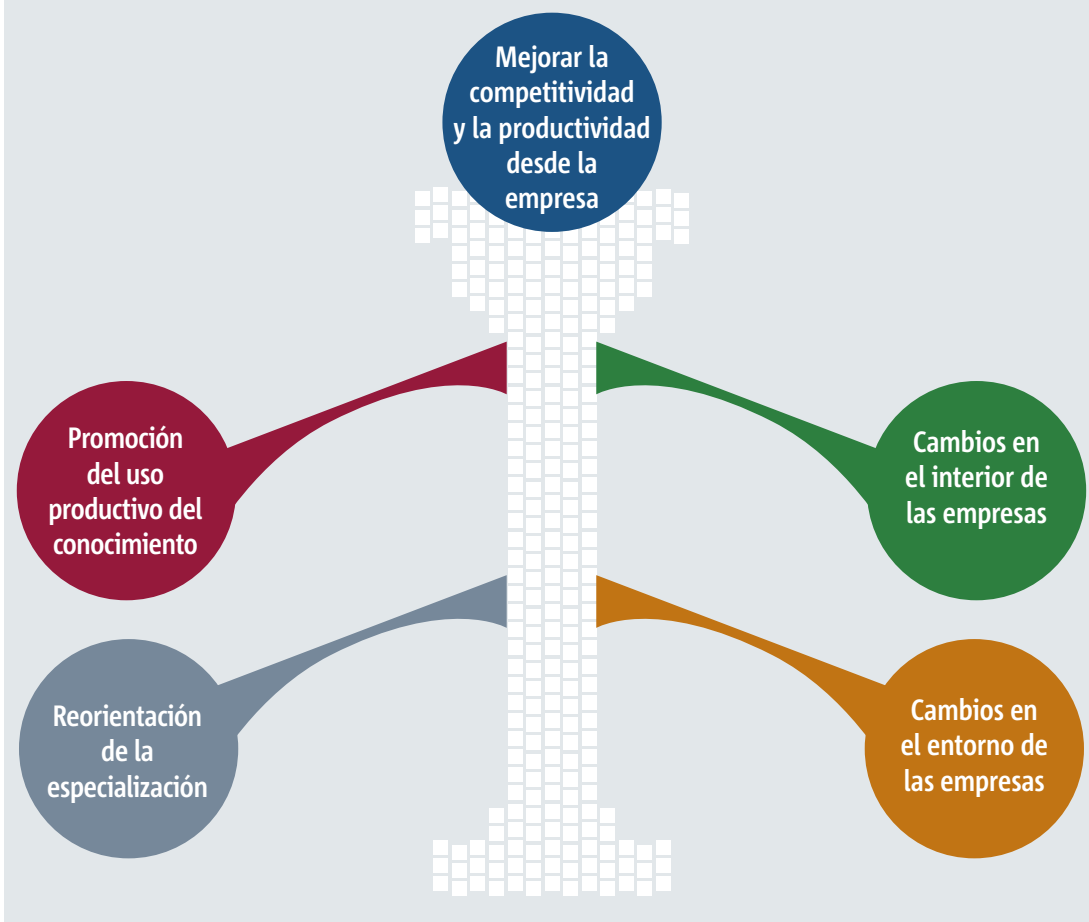 Mejorar la
competitividad
y la productividad
desde la
empresa
Promoción
del uso
productivo del
conocimiento
Cambios en
el interior de
las empresas
Reorientación
de la
especialización
Cambios en
el entorno de
las empresas